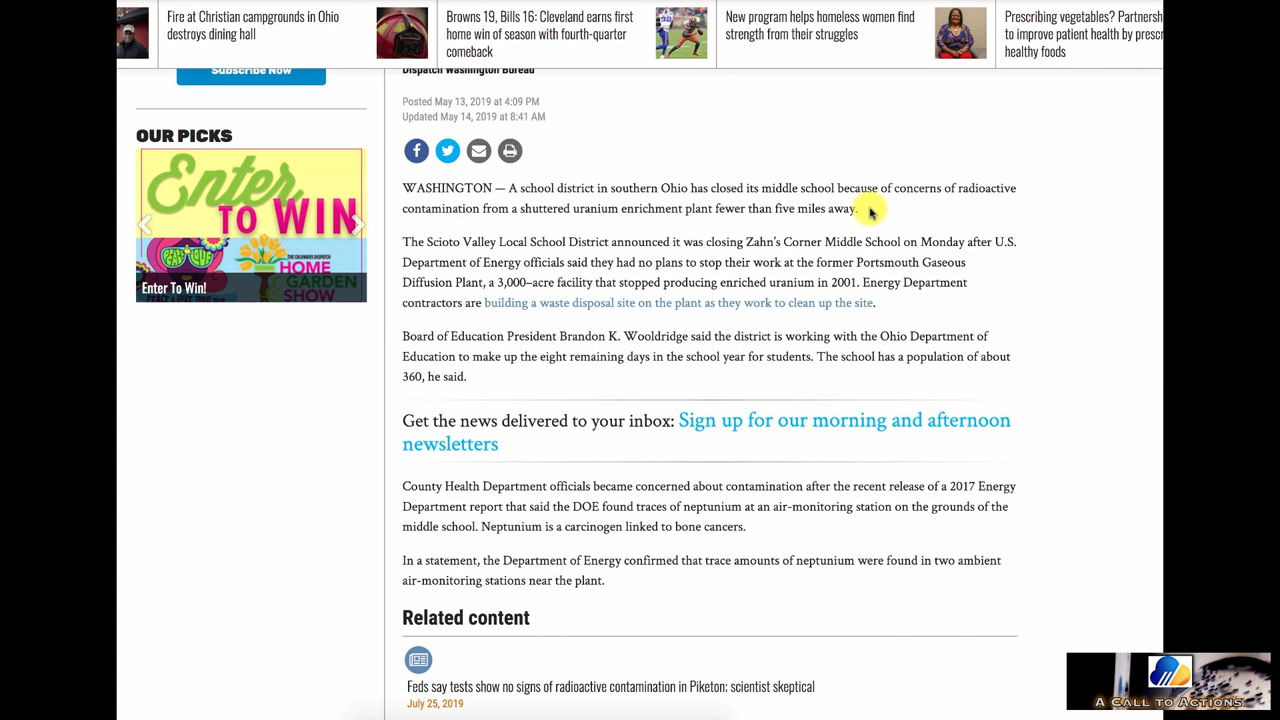 Fire at Christian campgrounds in Ohio
destroys dining hall
Browns 19, Bills 16: Cleveland earns first
home win of season with fourth-quarter
comeback
New program helps homeless women find
strength from their struggles
Prescribing vegetables? Partnersh
to improve patient health by prescr
healthy foods
Subscribe Now
Dispatch Washington Bureau
Posted May 13, 2019 at 4:09 PM
Updated May 14, 2019 at 8:41 AM
OUR PICKS
Enter
TO WIN
THE COLUMBUS DISPATCH
HOME
GARDEN
SHOW
Enter To Win!
WASHINGTON — A school district in southern Ohio has closed its middle school because of concerns of radioactive
contamination from a shuttered uranium enrichment plant fewer than five miles away.
The Scioto Valley Local School District announced it was closing Zahn's Corner Middle School on Monday after U.S.
Department of Energy officials said they had no plans to stop their work at the former Portsmouth Gaseous
Diffusion Plant, a 3,000–acre facility that stopped producing enriched uranium in 2001. Energy Department
contractors are building a waste disposal site on the plant as they work to clean up the site.
Board of Education President Brandon K. Wooldridge said the district is working with the Ohio Department of
Education to make up the eight remaining days in the school year for students. The school has a population of about
360, he said.
Get the news delivered to your inbox: Sign up for our morning and afternoon
newsletters
County Health Department officials became concerned about contamination after the recent release of a 2017 Energy
Department report that said the DOE found traces of neptunium at an air-monitoring station on the grounds of the
middle school. Neptunium is a carcinogen linked to bone cancers.
In a statement, the Department of Energy confirmed that trace amounts of neptunium were found in two ambient
air-monitoring stations near the plant.
Related content
Feds say tests show no signs of radioactive contamination in Piketon; scientist skeptical
July 25, 2019
A CALL TO ACTIONS